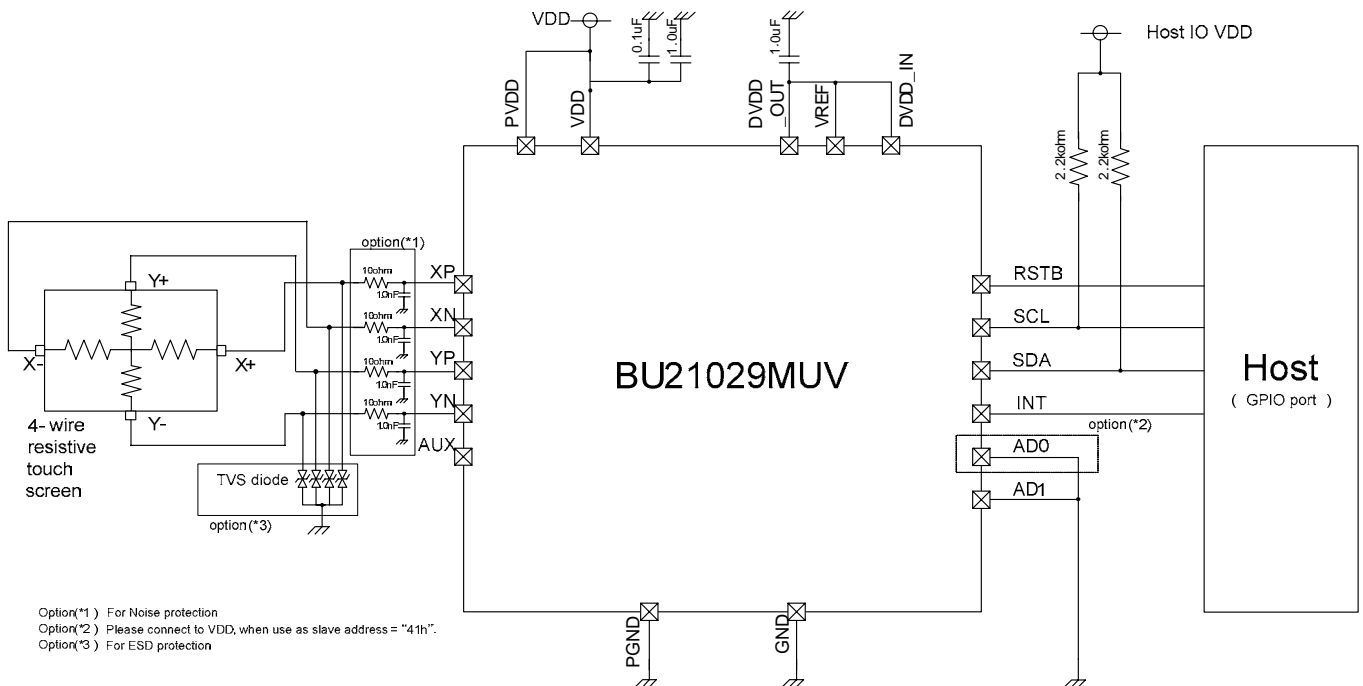 VDD
0.1uF
1.0uF
1.0uF
Host IO VDD
PVDD
VDD
DVDD
_OUT
VREF
DVDD_IN
2.2kohm
2.2kohm
option(*1)
10ohm
1.0nF
XP
10ohm
1.0nF
XN
10ohm
1.0nF
YP
10ohm
1.0nF
YN
AUX
Y+
X-
X+
Y-
4-wire
resistive
touch
screen
TVS diode
option(*3)
BU21029MUV
RSTB
SCL
SDA
INT
option(*2)
AD0
AD1
Host
( GPIO port )
PGND
GND
Option(*1 ) For Noise protection
Option(*2 ) Please connect to VDD, when use as slave address = "41h".
Option(*3 ) For ESD protection